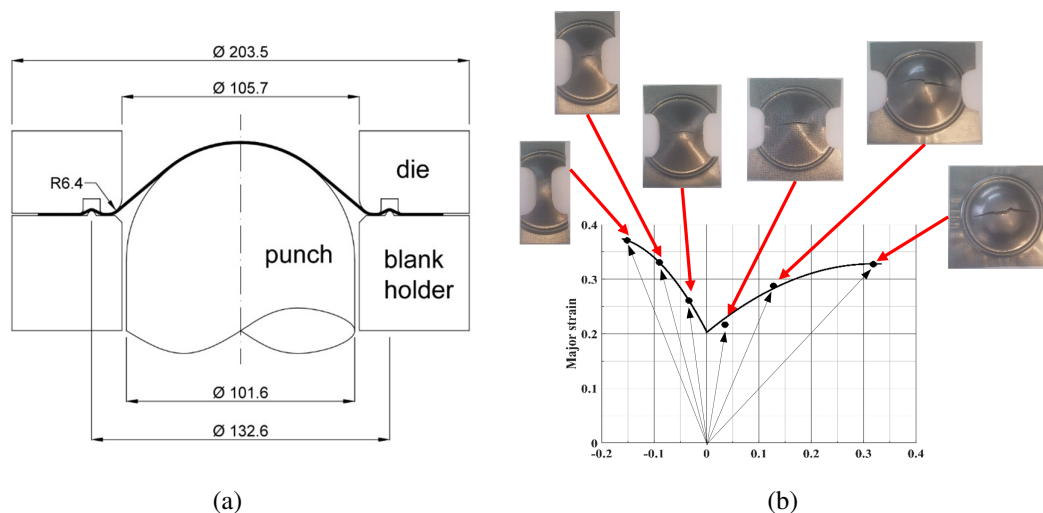 Ø 203.5
Ø 105.7
R6.4
die
punch
blank
holder
Ø 101.6
Ø 132.6
(a)
Major strain
0.4
0.3
0.2
0.1
0
-0.2
-0.1
0
0.1
0.2
0.3
0.4
(b)